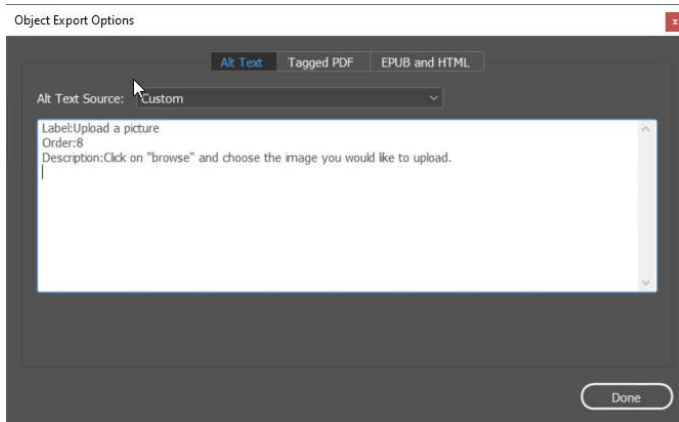 Object Export Options
x
Alt Text
Tagged PDF
EPUB and HTML
Alt Text Source:
Custom
Label:Upload a picture
Order:8
Description:Click on "browse" and choose the image you would like to upload.
Done